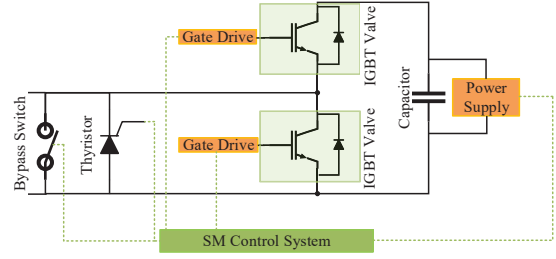 Gate Drive
IGBT Valve
Bypass Switch
Thyristor
Gate Drive
IGBT Valve
Capacitor
Power
Supply
SM Control System